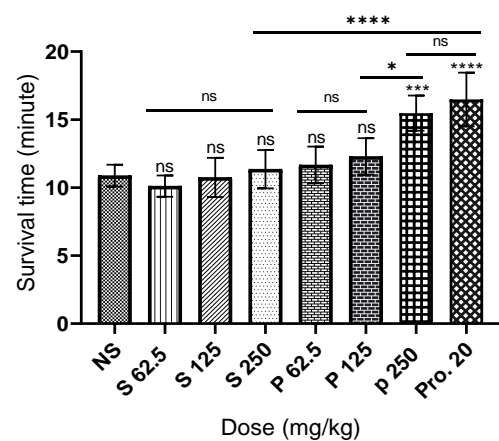 ****
ns
20
ns
ns
*
***
****
15
ns
ns
ns
ns
ns
10
5
0
Survival time (minute)
NS
S 62.5
S 125
S 250
P 62.5
P 125
p 250
Pro. 20
Dose (mg/kg)